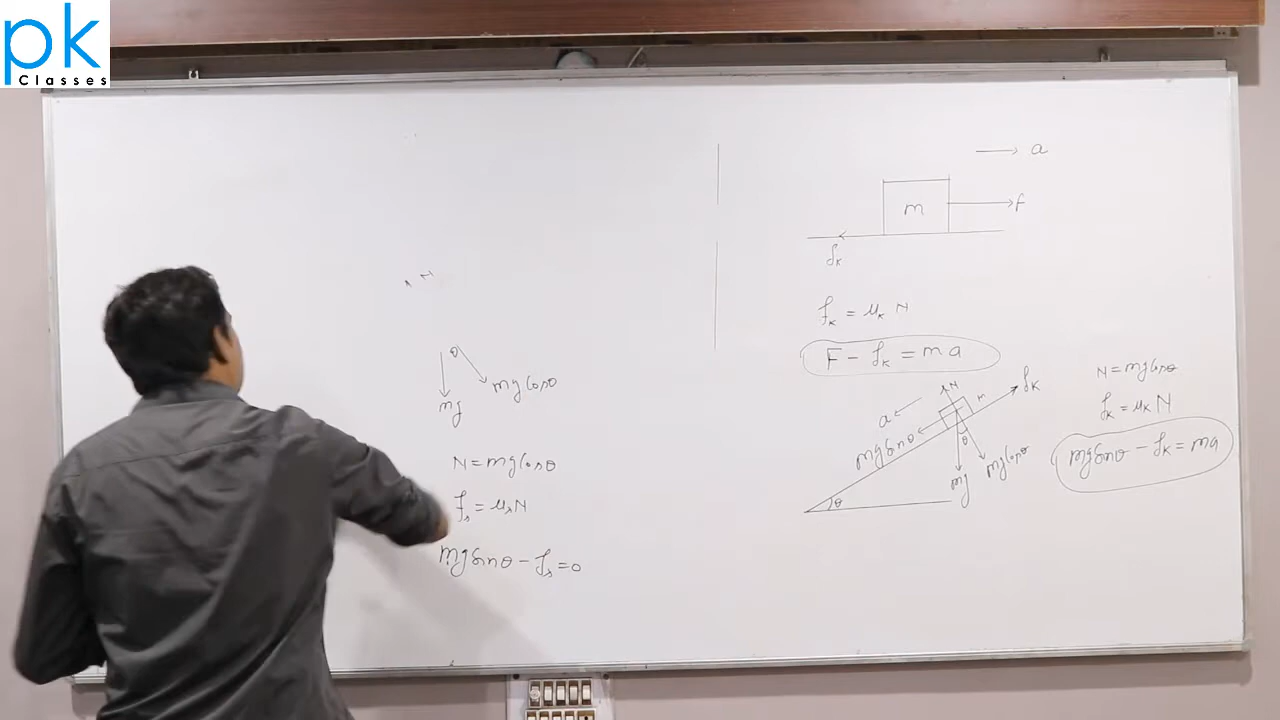 pk
Classes
N
θ
mg cosθ
mg
N = mg cosθ
fₛ = μₛN
mg sinθ - fₛ = 0
a
m
F
fₖ
fₖ = μₖ N
F - fₖ = ma
N
m
fₖ
a
mg sinθ
θ
mg cosθ
mg
θ
N = mg cosθ
fₖ = μₖ N
mg sinθ - fₖ = ma